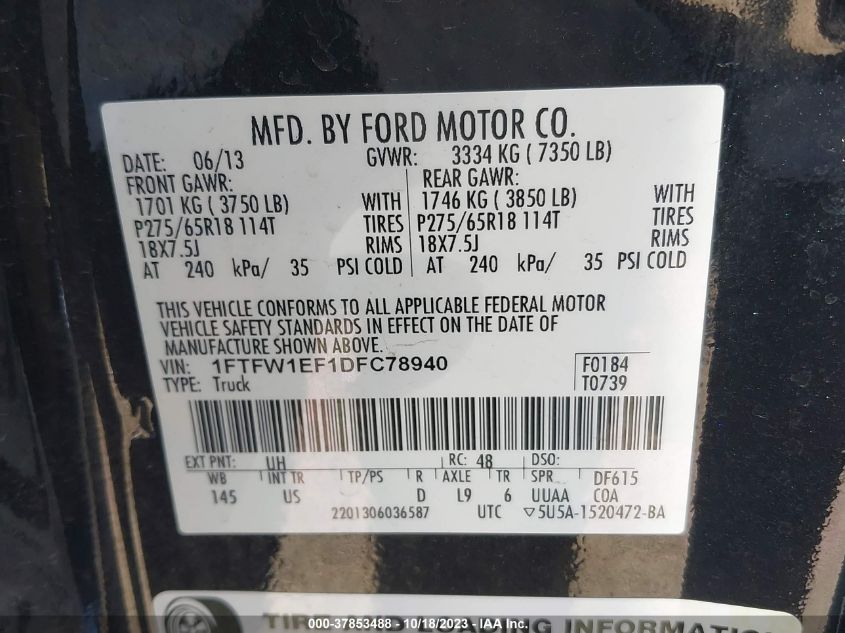 MFD. BY FORD MOTOR CO.
DATE: 06/13 GVWR: 3334 KG ( 7350 LB)
FRONT GAWR: REAR GAWR:
1701 KG ( 3750 LB) WITH 1746 KG ( 3850 LB) WITH
P275/65R18 114T TIRES P275/65R18 114T TIRES
18X7.5J RIMS 18X7.5J RIMS
AT 240 kPa/ 35 PSI COLD AT 240 kPa/ 35 PSI COLD
THIS VEHICLE CONFORMS TO ALL APPLICABLE FEDERAL MOTOR
VEHICLE SAFETY STANDARDS IN EFFECT ON THE DATE OF
MANUFACTURE SHOWN ABOVE.
VIN: 1FTFW1EF1DFC78940 F0184
TYPE: Truck T0739
EXT PNT: UH RC: 48 DSO:
WB INT TR TP/PS R AXLE TR SPR DF615
145 US D L9 6 UUAA COA
2201306036587 UTC ▽5U5A-1520472-BA
TIRE AND LOADING INFORMATION
000-37853488 - 10/18/2023 - IAA Inc.